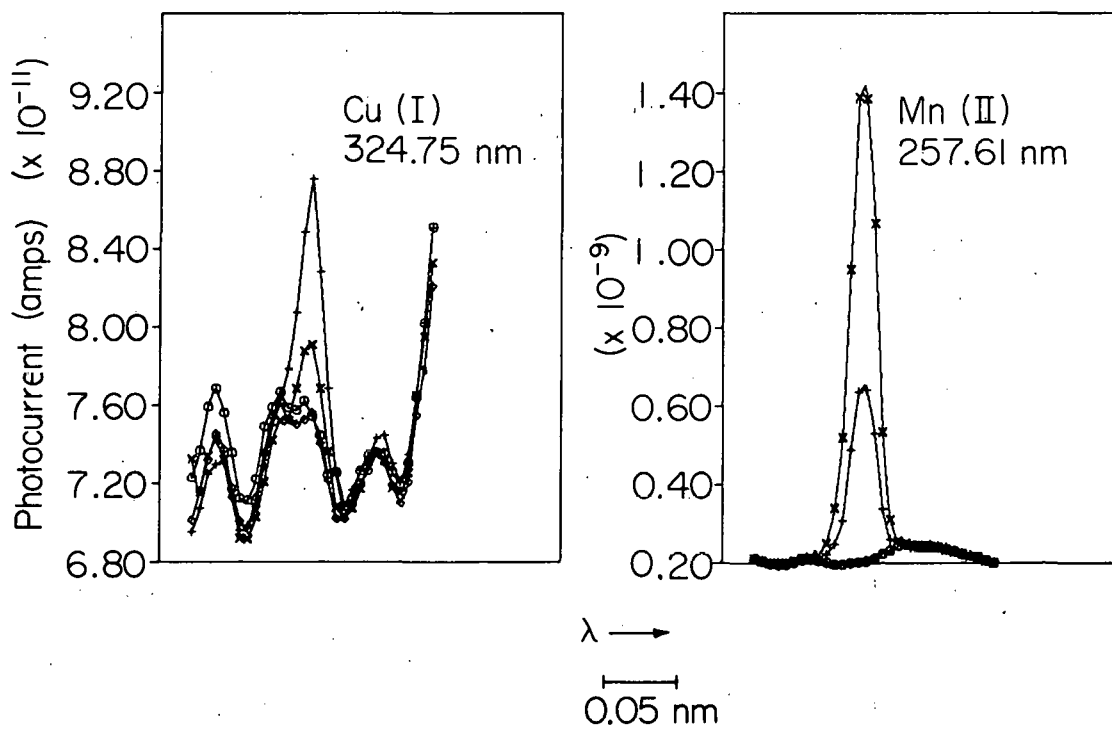 Photocurrent (amps) (x 10⁻¹¹)
9.20
8.80
8.40
8.00
7.60
7.20
6.80
Cu (I)
324.75 nm
(x 10⁻⁹)
1.40
1.20
1.00
0.80
0.60
0.40
0.20
Mn (II)
257.61 nm
λ
0.05 nm